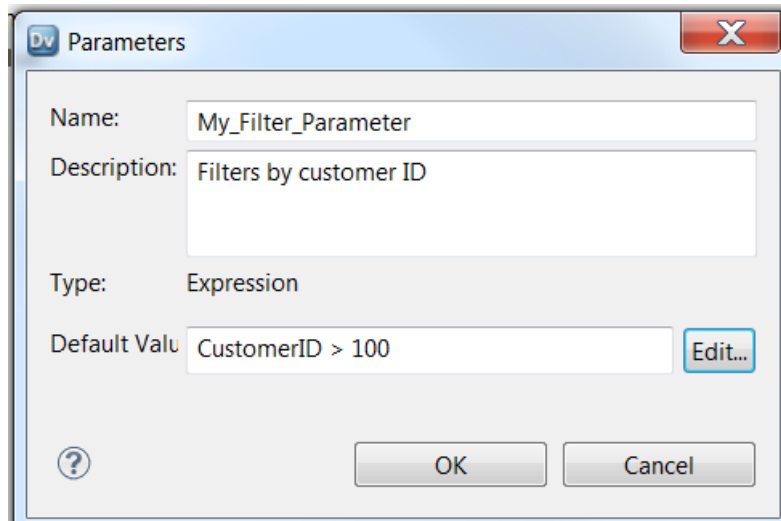 Dv Parameters
X
Name: My_Filter_Parameter
Description: Filters by customer ID
Type: Expression
Default Valu CustomerID > 100 Edit...
? OK Cancel